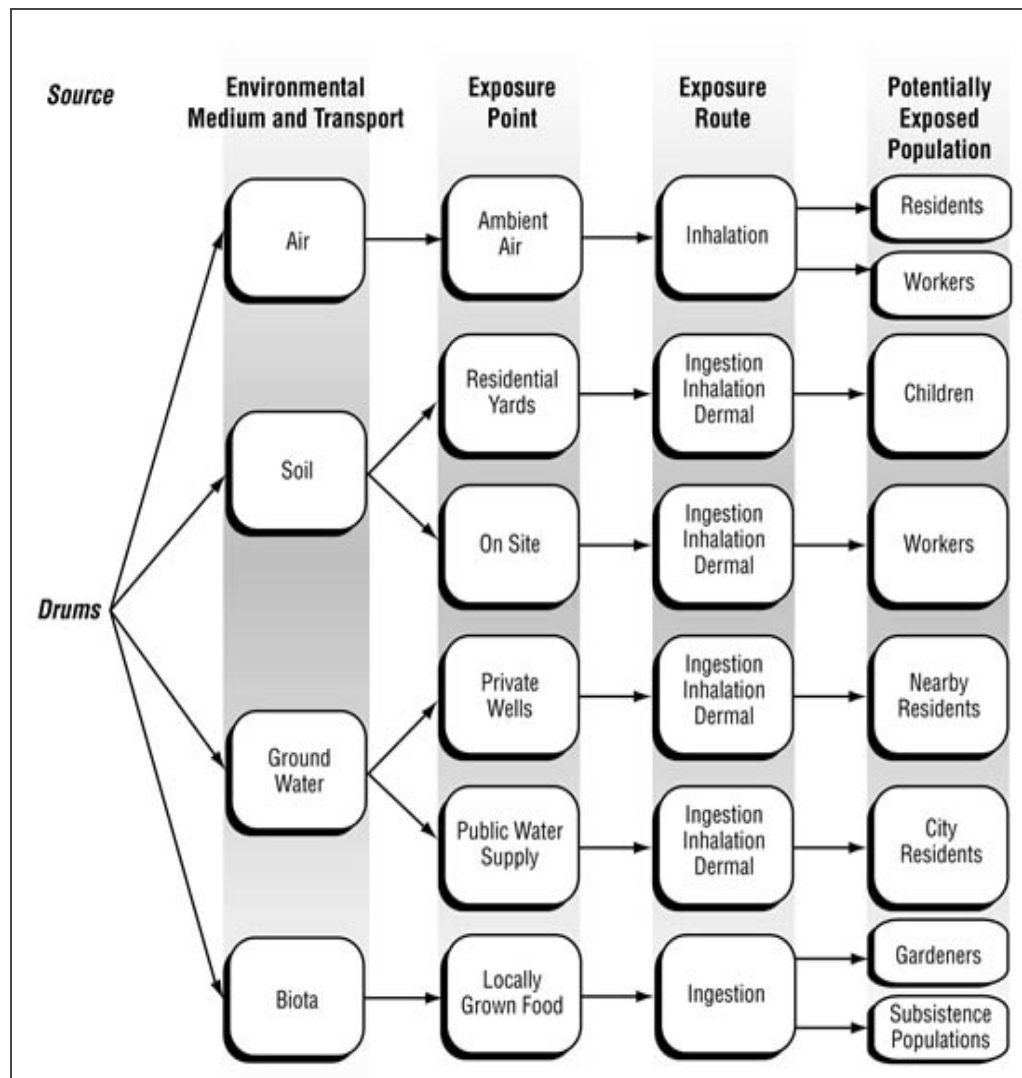 Source
Environmental
Medium and Transport
Exposure
Point
Exposure
Route
Potentially
Exposed
Population
Air
Ambient
Air
Inhalation
Residents
Workers
Soil
Residential
Yards
Ingestion
Inhalation
Dermal
Children
On Site
Ingestion
Inhalation
Dermal
Workers
Drums
Ground
Water
Private
Wells
Ingestion
Inhalation
Dermal
Nearby
Residents
Public Water
Supply
Ingestion
Inhalation
Dermal
City
Residents
Biota
Locally
Grown Food
Ingestion
Gardeners
Subsistence
Populations